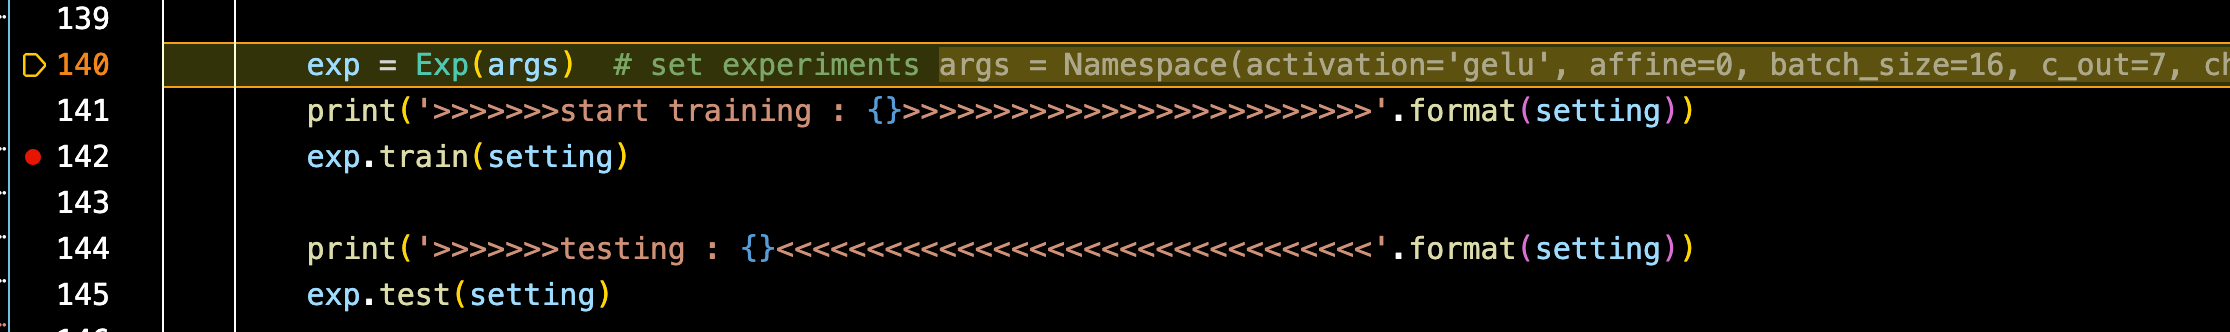 139
140 exp = Exp(args)  # set experiments args = Namespace(activation='gelu', affine=0, batch_size=16, c_out=7, ch
141 print('>>>>>>>start training : {}>>>>>>>>>>>>>>>>>>>>>>>>>>'.format(setting))
142 exp.train(setting)
143
144 print('>>>>>>>testing : {}<<<<<<<<<<<<<<<<<<<<<<<<<<<<<<<<<'.format(setting))
145 exp.test(setting)